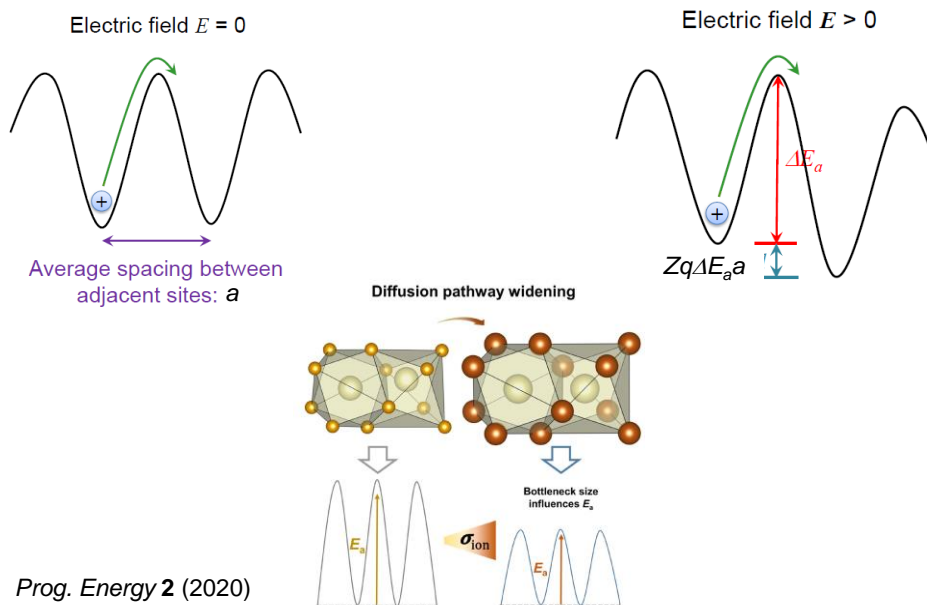 Electric field E = 0
Electric field E > 0
+
+
ΔEₐ
Average spacing between
adjacent sites: a
ZqΔEₐa
Diffusion pathway widening
Bottleneck size
influences Eₐ
Eₐ
σ_ion
Eₐ
Prog. Energy 2 (2020)